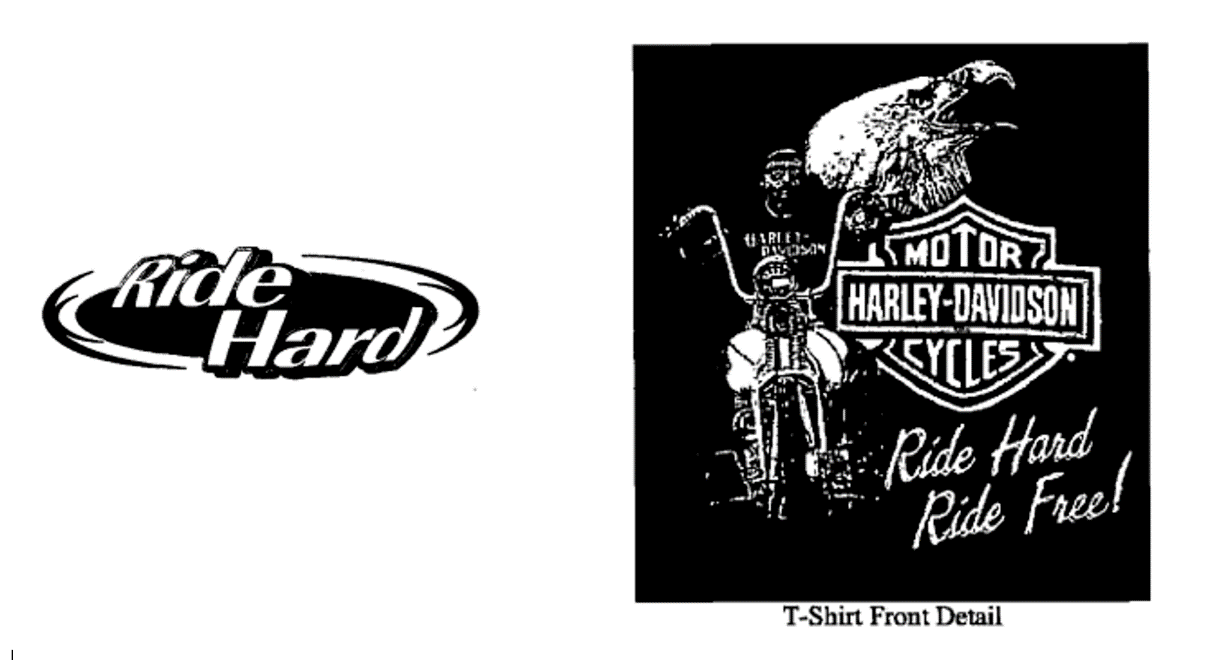 Ride
Hard
HARLEY-
DAVIDSON
MOTOR
HARLEY-DAVIDSON
CYCLES
Ride Hard
Ride Free!
T-Shirt Front Detail